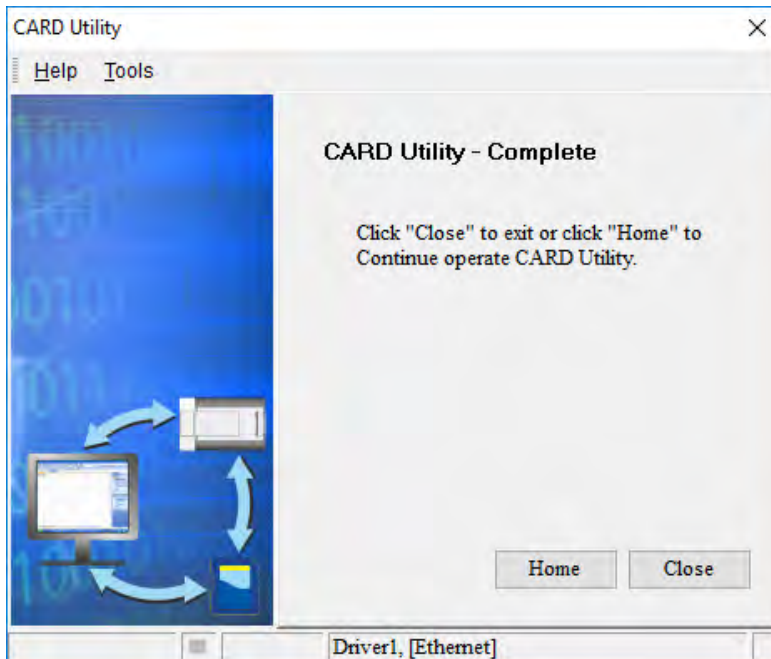 CARD Utility
Help Tools
CARD Utility - Complete
Click "Close" to exit or click "Home" to
Continue operate CARD Utility.
Home Close
Driver1, [Ethernet]